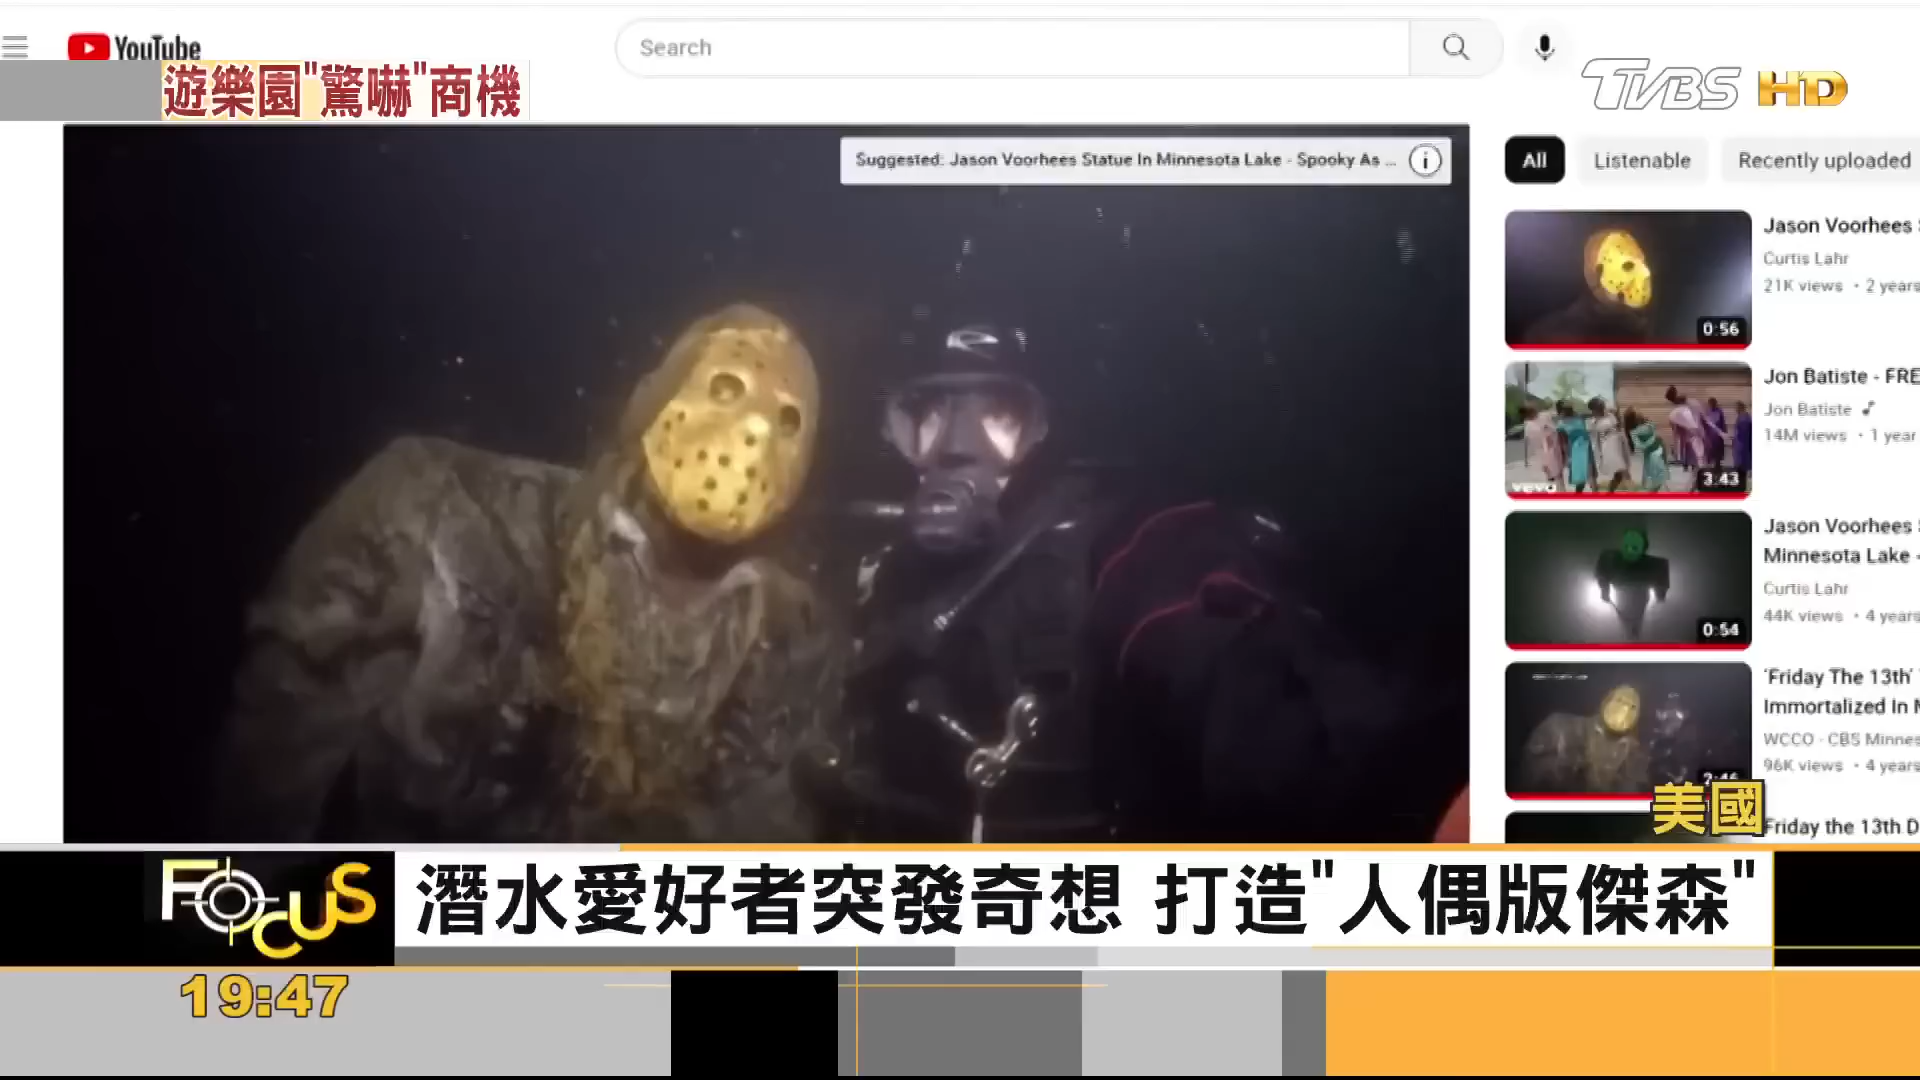 YouTube
Search
遊樂園"驚嚇"商機
TVBS HD
Suggested: Jason Voorhees Statue In Minnesota Lake - Spooky As ...
All
Listenable
Recently uploaded
Jason Voorhees
Curtis Lahr
21K views • 2 years
0:56
Jon Batiste - FRE
Jon Batiste
14M views • 1 year
3:43
vevo
Jason Voorhees
Minnesota Lake -
Curtis Lahr
44K views • 4 years
0:54
'Friday The 13th'
Immortalized In
WCCO - CBS Minnes
96K views • 4 years
2:46
美國
Friday the 13th D
FOCUS
潛水愛好者突發奇想 打造"人偶版傑森"
19:47